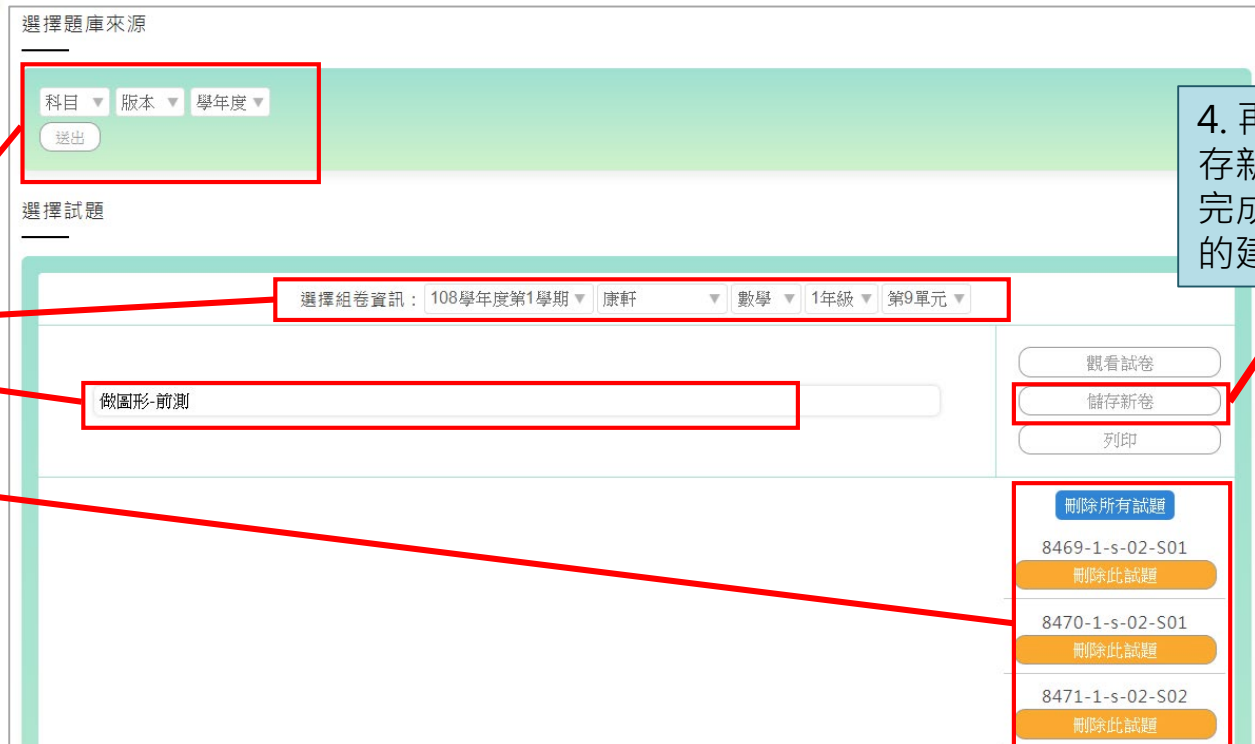 選擇題庫來源
科目 版本 學年度
送出
4. 再
存新
完成
的建
選擇試題
選擇組卷資訊： 108學年度第1學期 康軒 數學 1年級 第9單元
觀看試卷
做圖形-前測
儲存新卷
列印
刪除所有試題
8469-1-s-02-S01
刪除此試題
8470-1-s-02-S01
刪除此試題
8471-1-s-02-S02
刪除此試題